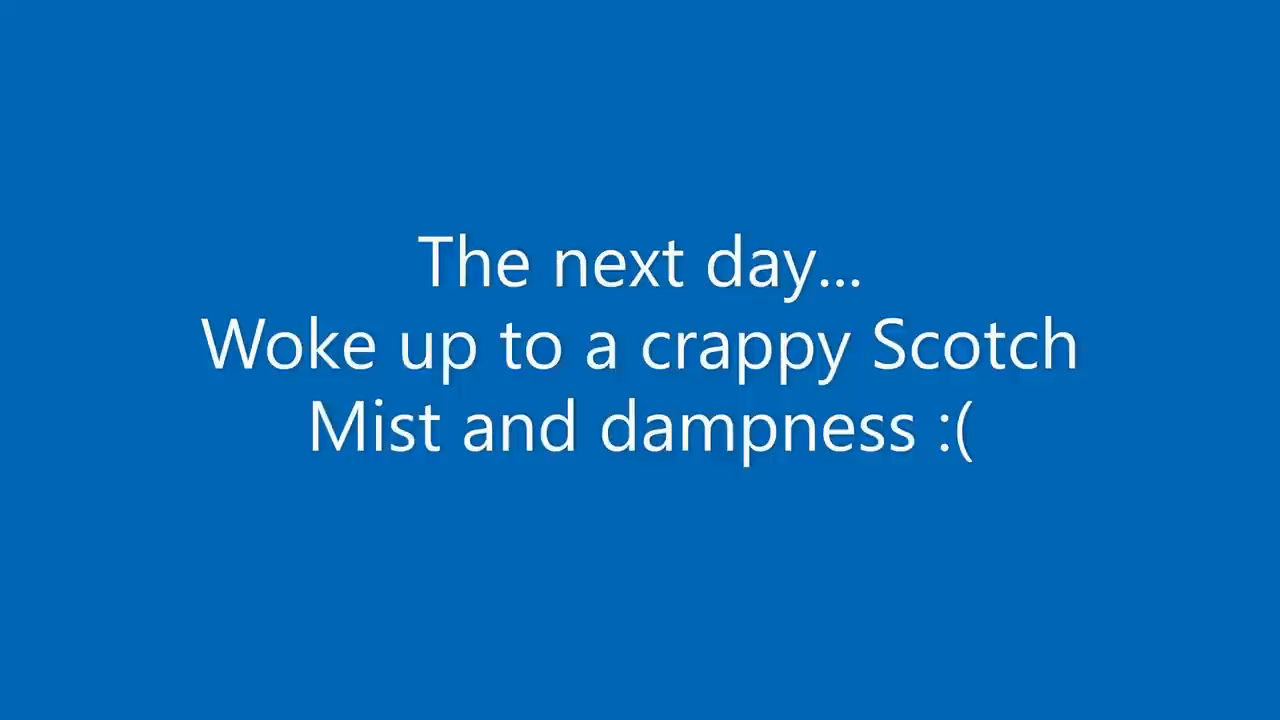 The next day...
Woke up to a crappy Scotch
Mist and dampness :(